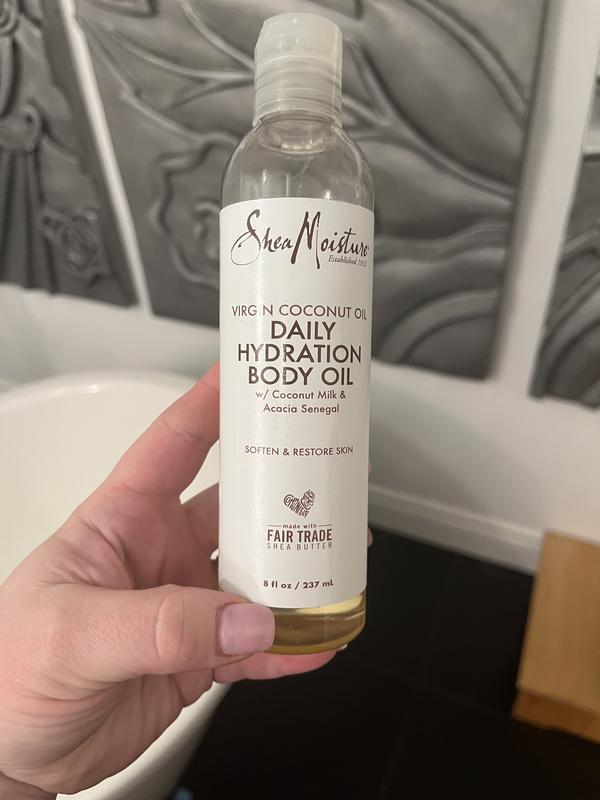 SheaMoisture
Established 1912
VIRGIN COCONUT OIL
DAILY
HYDRATION
BODY OIL
w/ Coconut Milk &
Acacia Senegal
SOFTEN & RESTORE SKIN
made with
FAIR TRADE
SHEA BUTTER
8 fl oz / 237 mL